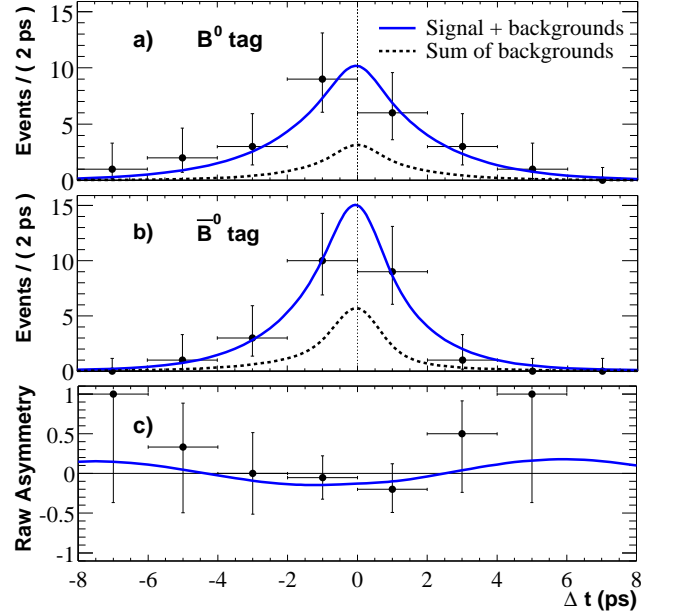 a) B⁰ tag
Signal + backgrounds
Sum of backgrounds
Events / ( 2 ps )
0
5
10
15
b) B̅⁰ tag
Events / ( 2 ps )
0
5
10
15
c)
Raw Asymmetry
-1
-0.5
0
0.5
1
-8 -6 -4 -2 0 2 4 6 8
Δ t (ps)